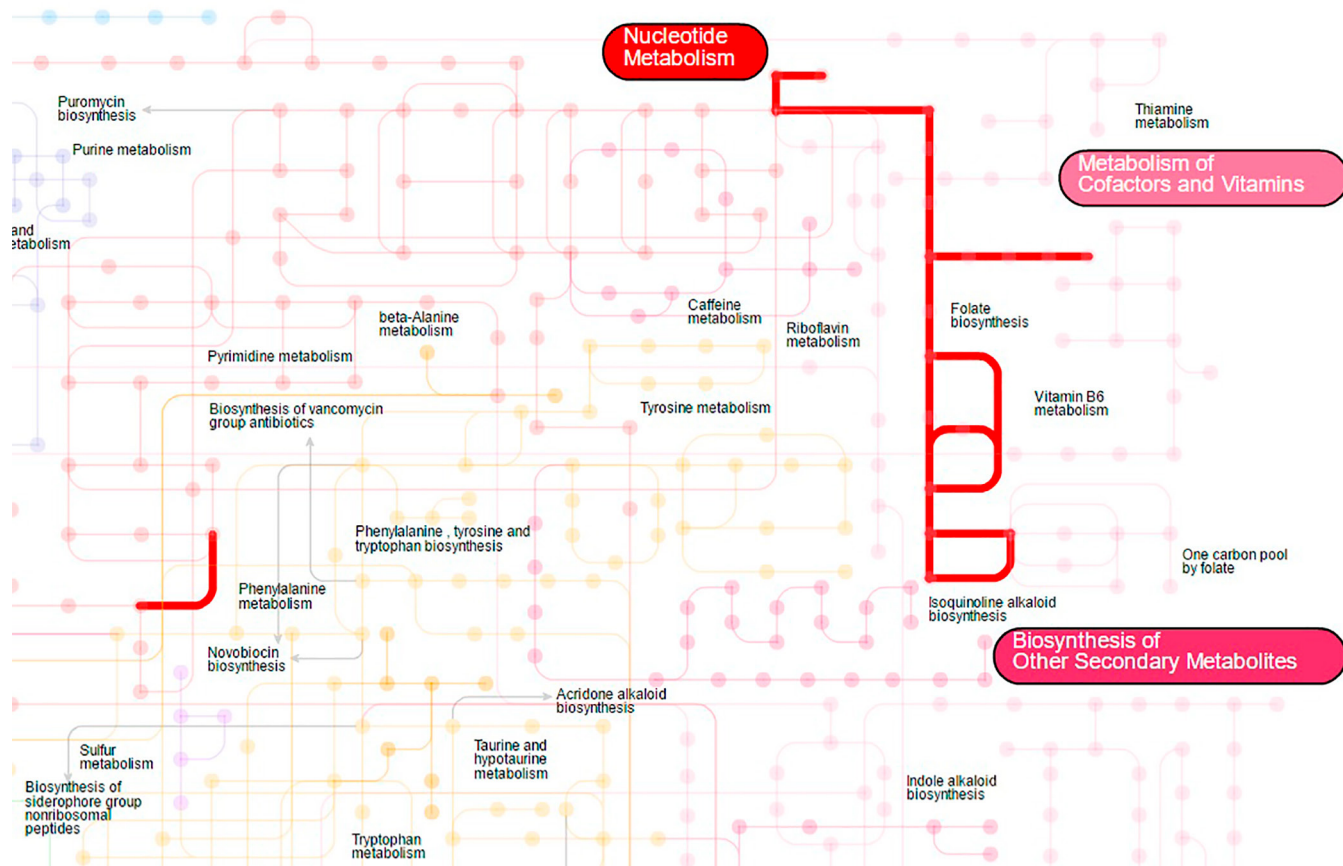 Nucleotide
Metabolism
Puromycin
biosynthesis
Thiamine
metabolism
Purine metabolism
Metabolism of
Cofactors and Vitamins
and
etabolism
Caffeine
metabolism
Folate
biosynthesis
beta-Alanine
metabolism
Riboflavin
metabolism
Pyrimidine metabolism
Vitamin B6
metabolism
Biosynthesis of vancomycin
group antibiotics
Tyrosine metabolism
Phenylalanine , tyrosine and
tryptophan biosynthesis
One carbon pool
by folate
Phenylalanine
metabolism
Isoquinoline alkaloid
biosynthesis
Biosynthesis of
Other Secondary Metabolites
Novobiocin
biosynthesis
Acridone alkaloid
biosynthesis
Sulfur
metabolism
Taurine and
hypotaurine
metabolism
Biosynthesis of
siderophore group
nonribosomal
peptides
Indole alkaloid
biosynthesis
Tryptophan
metabolism